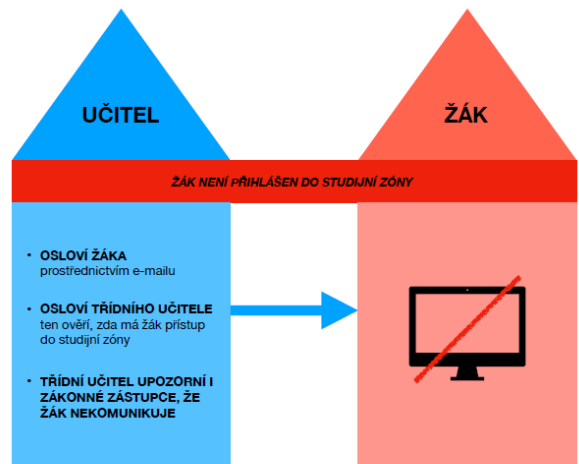 UČITEL
ŽÁK
ŽÁK NENÍ PŘIHLÁŠEN DO STUDIJNÍ ZÓNY
• OSLOVÍ ŽÁKA
prostřednictvím e-mailu
• OSLOVÍ TŘÍDNÍHO UČITELE
ten ověří, zda má žák přístup
do studijní zóny
• TŘÍDNÍ UČITEL UPOZORNÍ I
ZÁKONNÉ ZÁSTUPCE, ŽE
ŽÁK NEKOMUNIKUJE